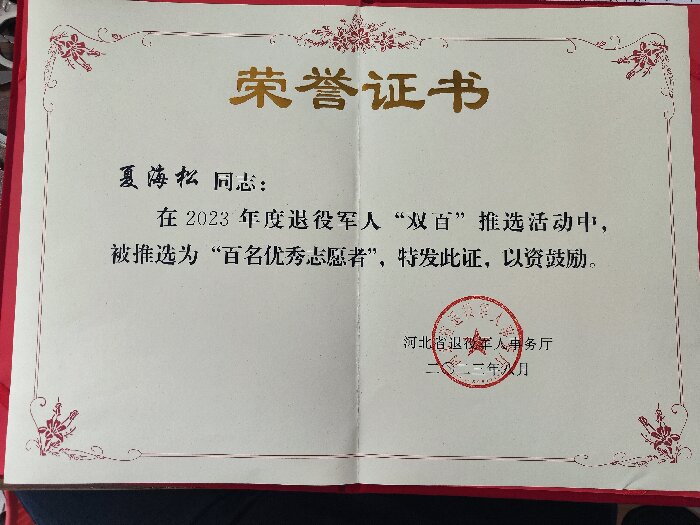 荣誉证书
夏海松 同志：
在 2023 年度退役军人“双百”推选活动中，
被推选为“百名优秀志愿者”，特发此证，以资鼓励。
河北省退役军人事务厅
二〇二三年八月